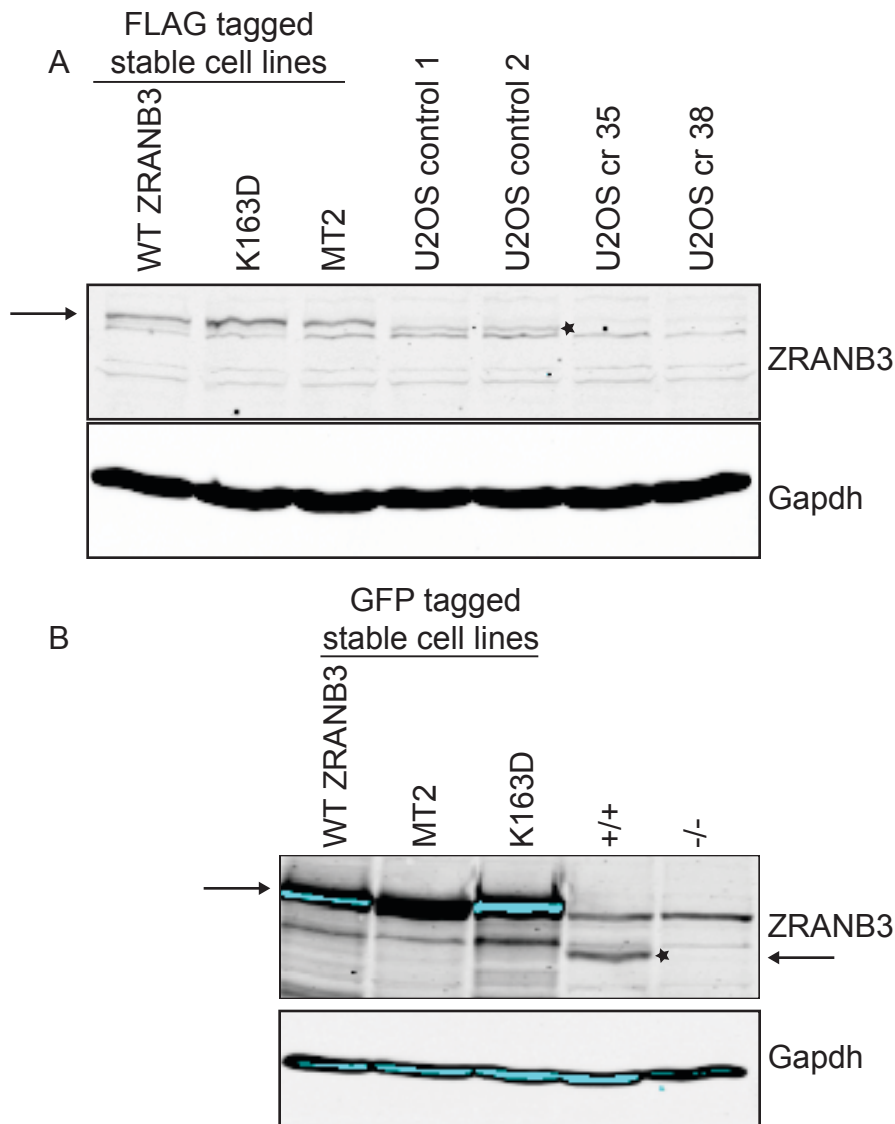 A
FLAG tagged
stable cell lines
WT ZRANB3
K163D
MT2
U2OS control 1
U2OS control 2
U2OS cr 35
U2OS cr 38
ZRANB3
Gapdh
B
GFP tagged
stable cell lines
WT ZRANB3
MT2
K163D
+/+
-/-
ZRANB3
Gapdh